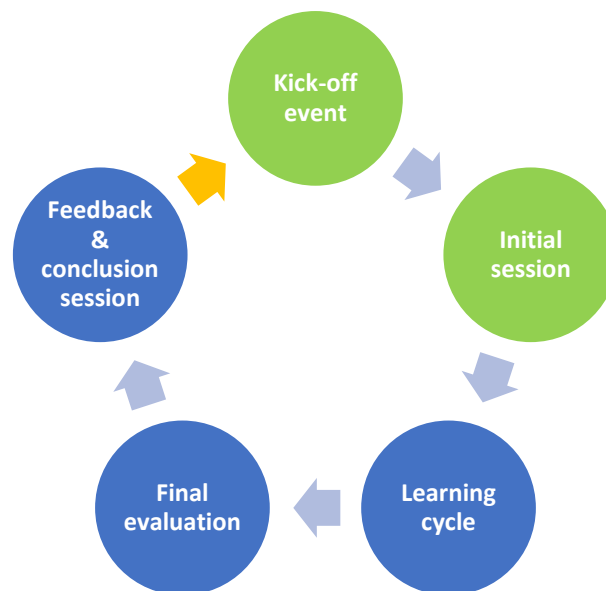 Kick-off
event
Initial
session
Learning
cycle
Final
evaluation
Feedback
&
conclusion
session